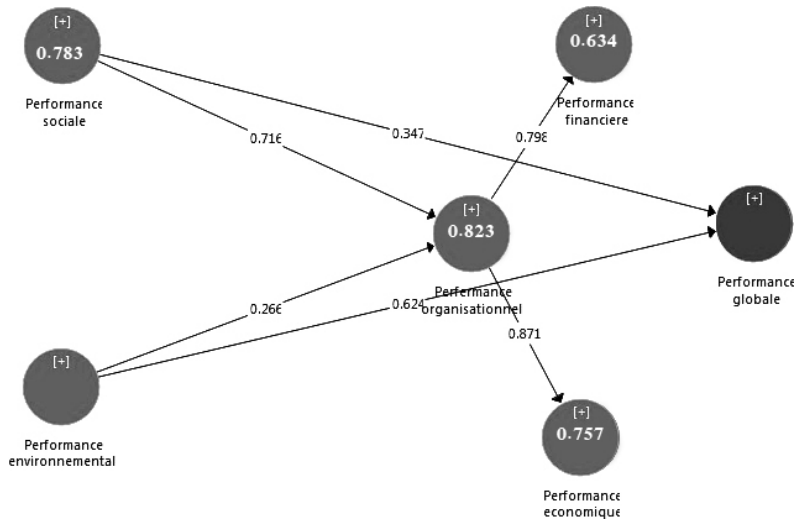 [+]
0.783
Performance
sociale
[+]
0.634
Performance
financiere
0.716
0.347
0.798
[+]
0.823
Performance
organisationnel
[+]
Performance
globale
0.266
0.624
0.871
[+]
Performance
environnemental
[+]
0.757
Performance
economique